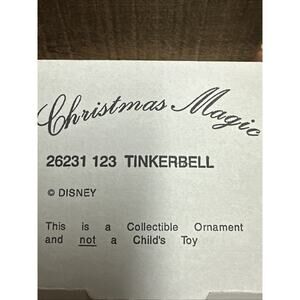 Christmas Magic
26231 123 TINKERBELL
© DISNEY
This is a Collectible Ornament
and not a Child's Toy